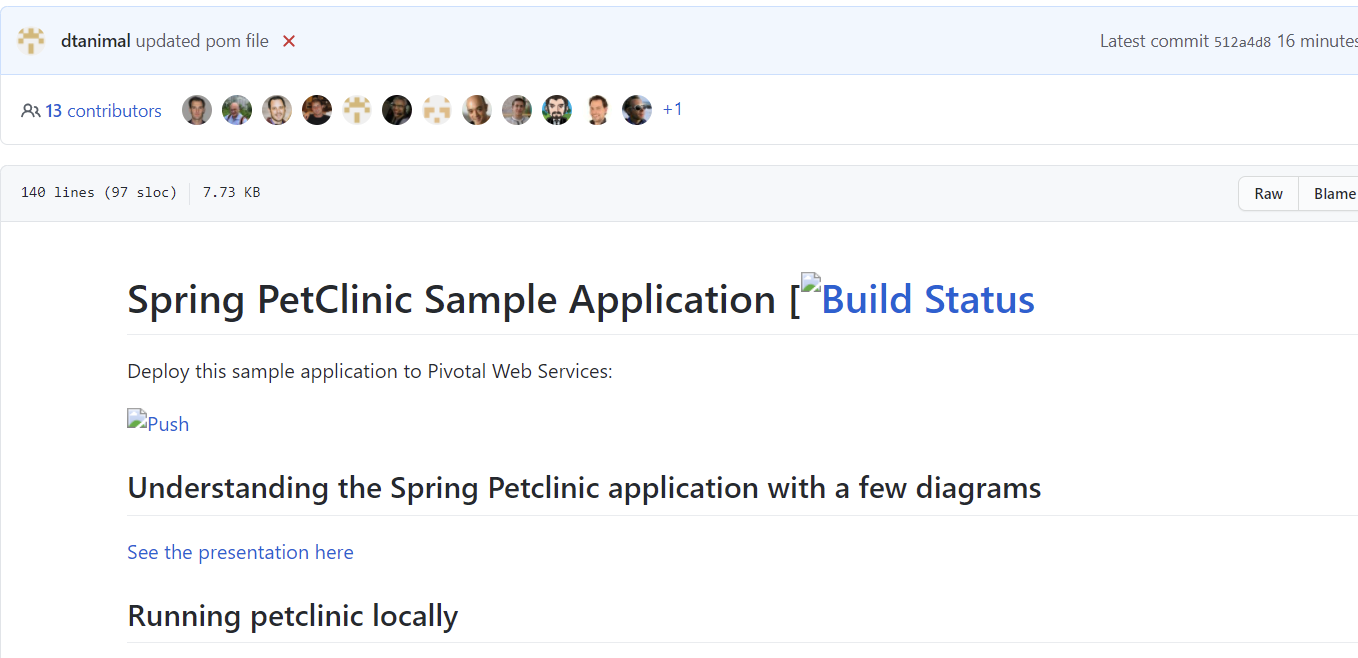 dtanimal updated pom file
Latest commit 512a4d8 16 minutes
13 contributors
+1
140 lines (97 sloc) 7.73 KB
Raw
Blame
Spring PetClinic Sample Application [Build Status
Deploy this sample application to Pivotal Web Services:
Push
Understanding the Spring Petclinic application with a few diagrams
See the presentation here
Running petclinic locally